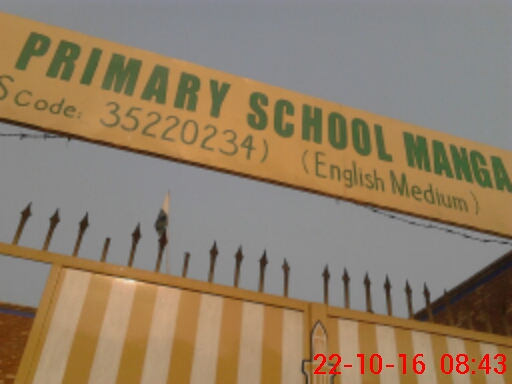 PRIMARY SCHOOL MANGA
S Code: 35220234) (English Medium)
22-10-16 08:43